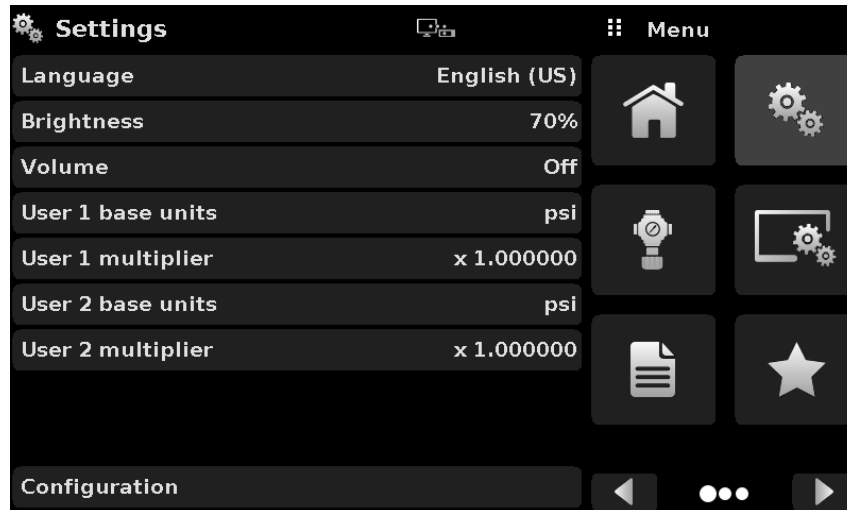 Settings
Menu
Language English (US)
Brightness 70%
Volume Off
User 1 base units psi
User 1 multiplier x 1.000000
User 2 base units psi
User 2 multiplier x 1.000000
Configuration